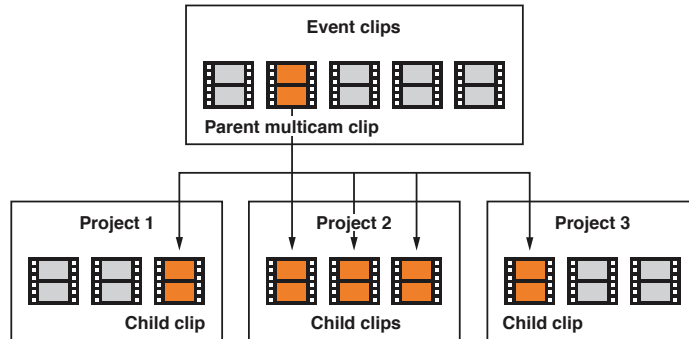 Event clips
Parent multicam clip
Project 1
Project 2
Project 3
Child clip
Child clips
Child clip